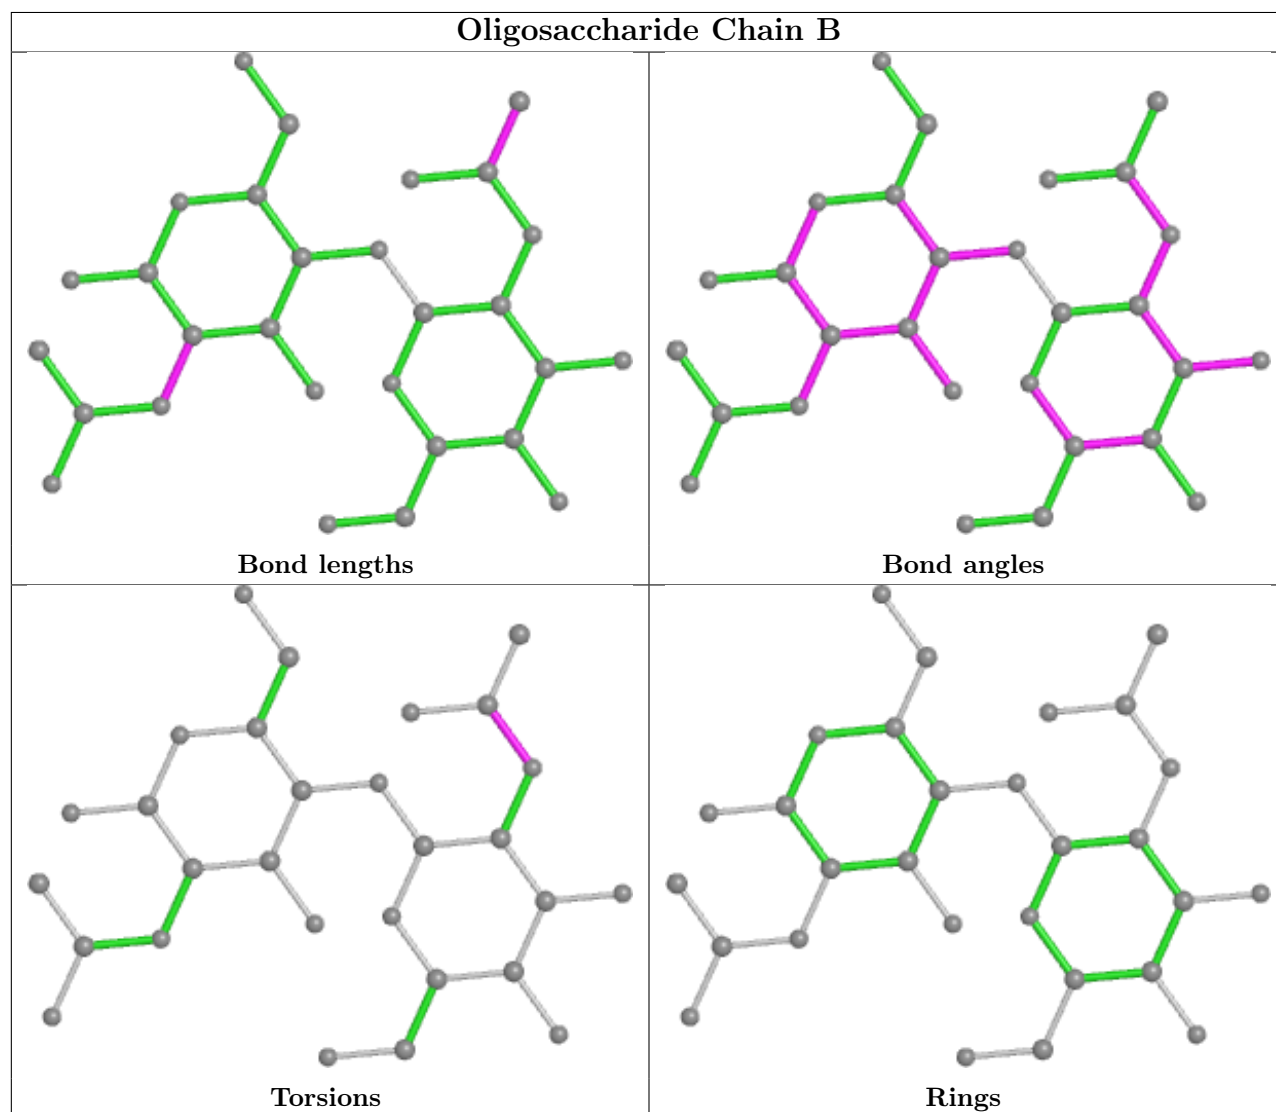 Oligosaccharide Chain B
Bond lengths
Bond angles
Torsions
Rings